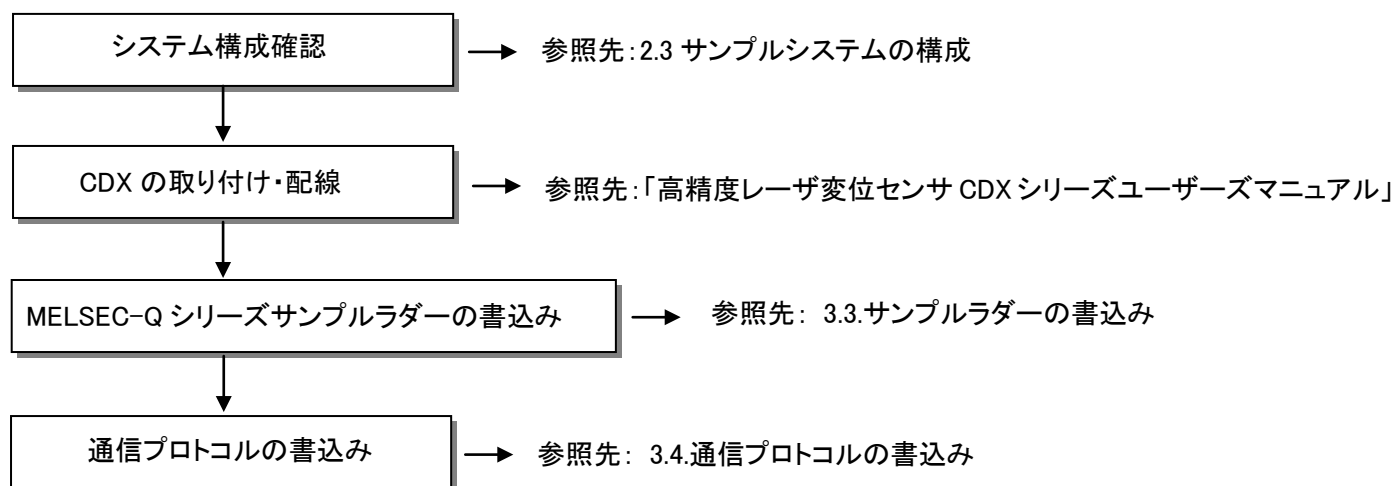 システム構成確認
参照先：2.3 サンプルシステムの構成
CDX の取り付け・配線
参照先：「高精度レーザ変位センサ CDX シリーズユーザーズマニュアル」
MELSEC-Q シリーズサンプルラダーの書込み
参照先： 3.3.サンプルラダーの書込み
通信プロトコルの書込み
参照先： 3.4.通信プロトコルの書込み